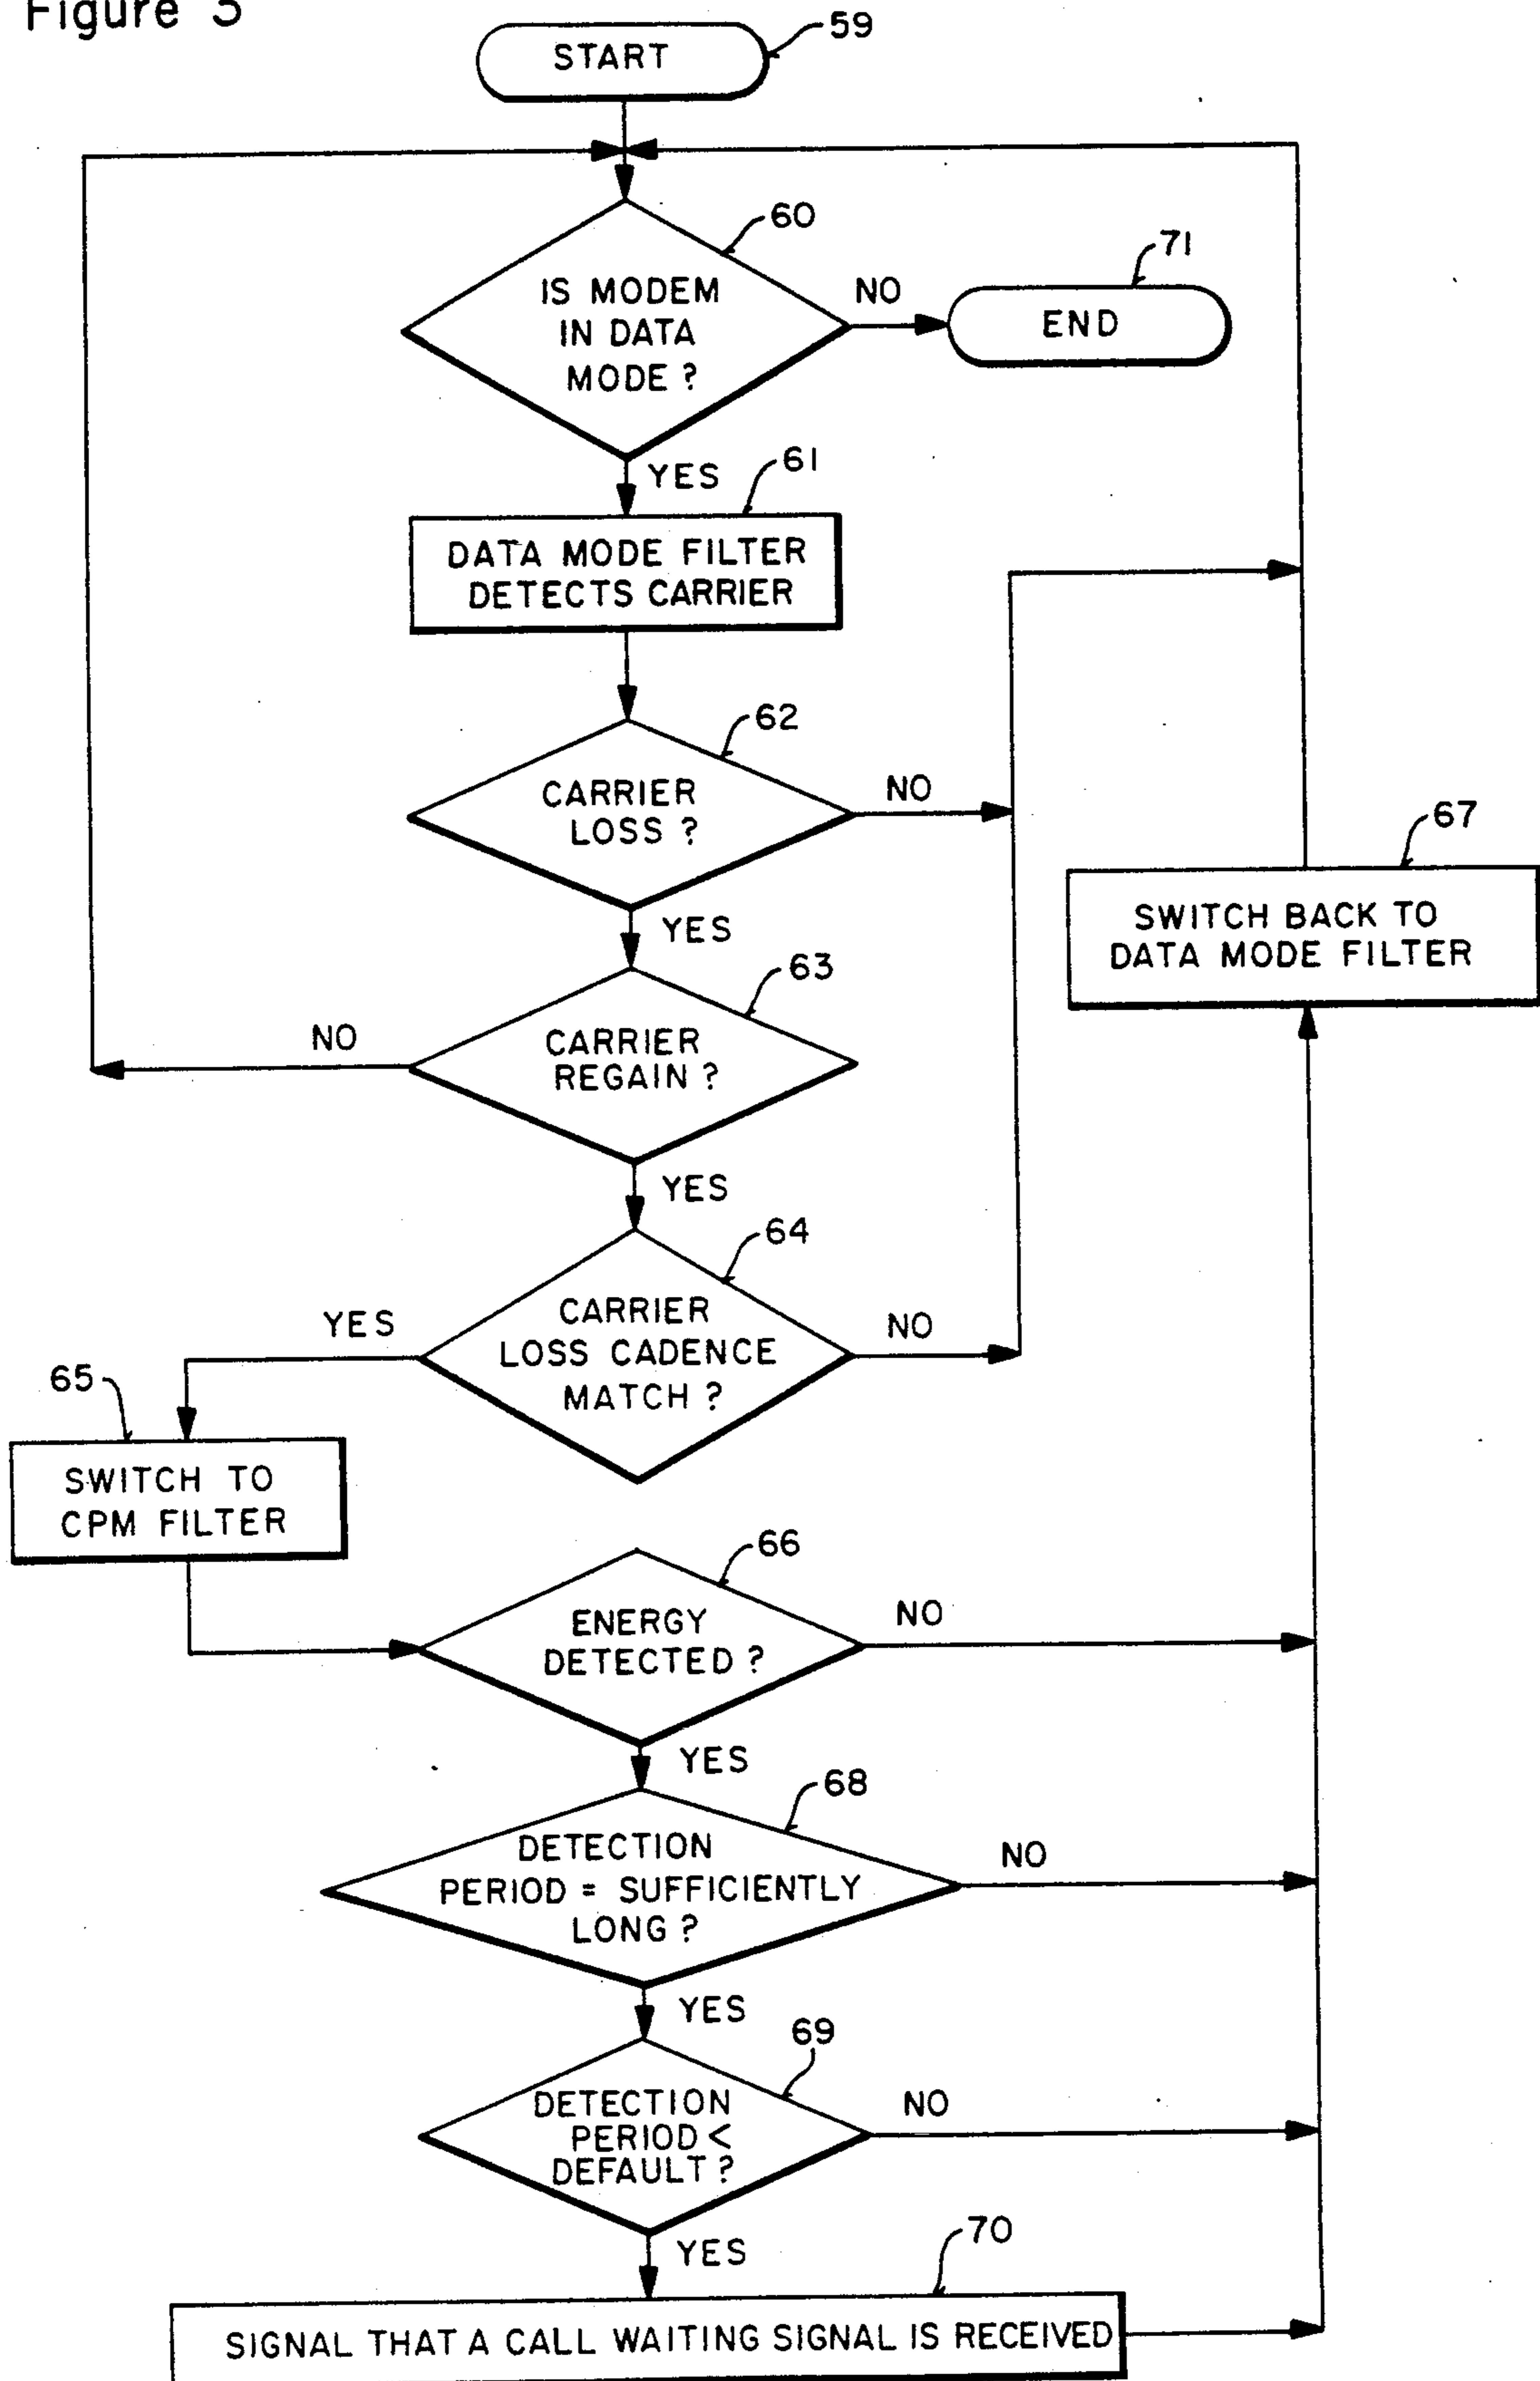 Figure 3
59
START
60
IS MODEM
IN DATA
MODE ?
NO
71
END
YES
61
DATA MODE FILTER
DETECTS CARRIER
62
CARRIER
LOSS ?
NO
67
SWITCH BACK TO
DATA MODE FILTER
YES
63
CARRIER
REGAIN ?
NO
YES
64
CARRIER
LOSS CADENCE
MATCH ?
YES
NO
65
SWITCH TO
CPM FILTER
66
ENERGY
DETECTED ?
NO
YES
68
DETECTION
PERIOD = SUFFICIENTLY
LONG ?
NO
YES
69
DETECTION
PERIOD <
DEFAULT ?
NO
YES
70
SIGNAL THAT A CALL WAITING SIGNAL IS RECEIVED